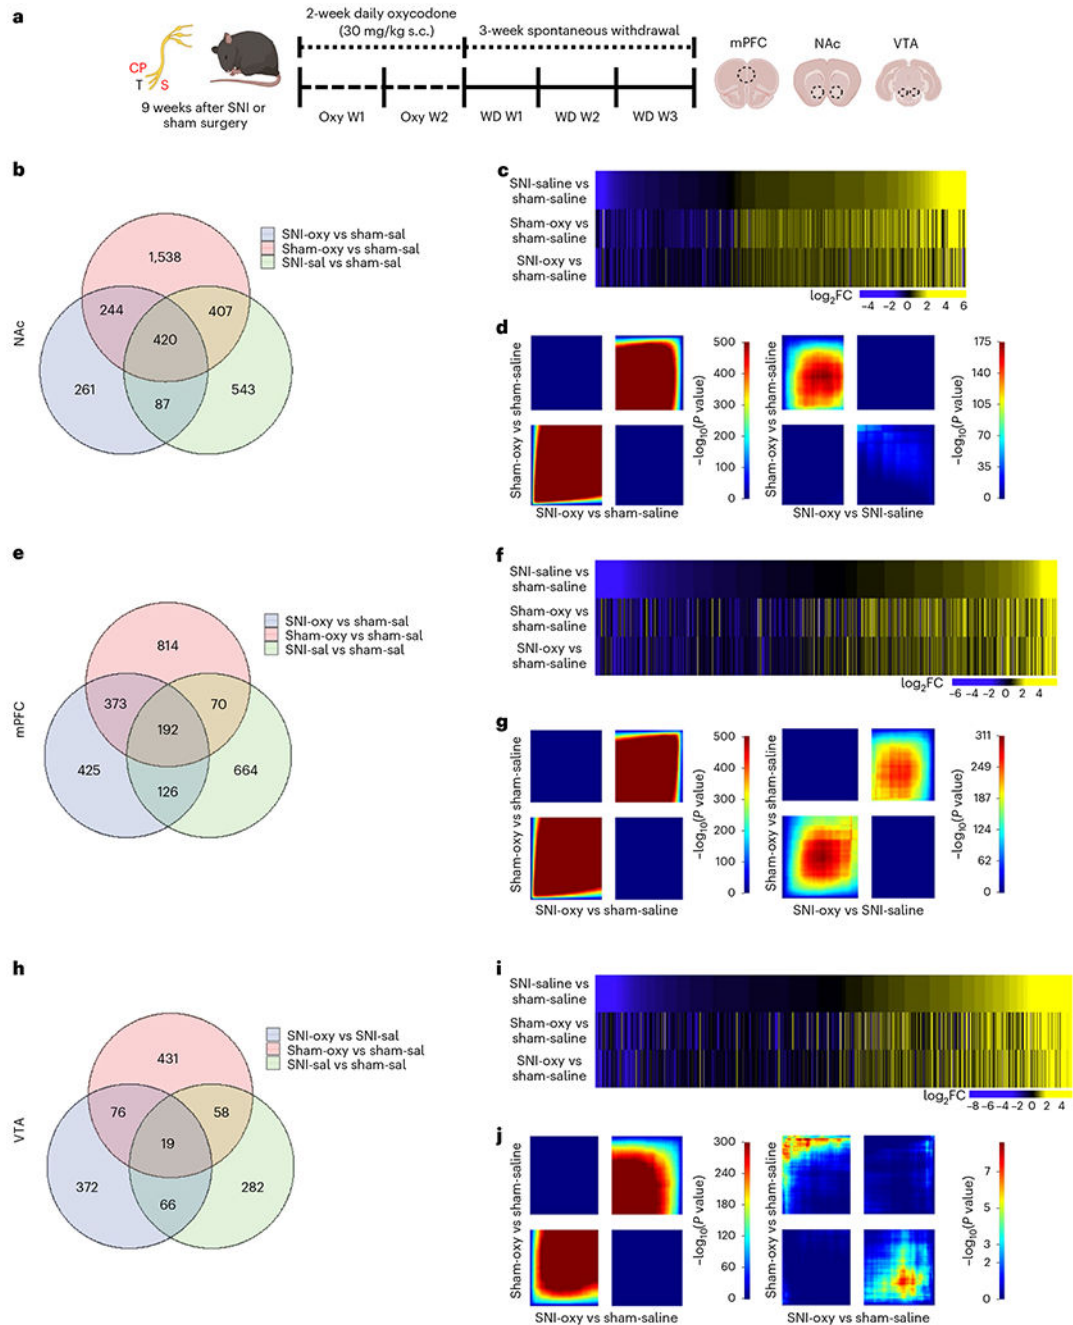 a
2-week daily oxycodone
(30 mg/kg s.c.)
3-week spontaneous withdrawal
mPFC
NAc
VTA
CP
T
S
9 weeks after SNI or
sham surgery
Oxy W1
Oxy W2
WD W1
WD W2
WD W3
b
NAc
SNI-oxy vs sham-sal
Sham-oxy vs sham-sal
SNI-sal vs sham-sal
1,538
244
407
420
261
543
87
c
SNI-saline vs
sham-saline
Sham-oxy vs
sham-saline
SNI-oxy vs
sham-saline
log2FC
−4 −2 0 2 4 6
d
Sham-oxy vs sham-saline
SNI-oxy vs sham-saline
500
400
300
200
100
0
−log10(P value)
Sham-oxy vs sham-saline
SNI-oxy vs SNI-saline
175
140
105
70
35
0
−log10(P value)
e
mPFC
SNI-oxy vs sham-sal
Sham-oxy vs sham-sal
SNI-sal vs sham-sal
814
373
70
192
425
664
126
f
SNI-saline vs
sham-saline
Sham-oxy vs
sham-saline
SNI-oxy vs
sham-saline
log2FC
−6 −4 −2 0 2 4
g
Sham-oxy vs sham-saline
SNI-oxy vs sham-saline
500
400
300
200
100
0
−log10(P value)
Sham-oxy vs sham-saline
SNI-oxy vs SNI-saline
311
249
187
124
62
0
−log10(P value)
h
VTA
SNI-oxy vs SNI-sal
Sham-oxy vs sham-sal
SNI-sal vs sham-sal
431
76
58
19
372
282
66
i
SNI-saline vs
sham-saline
Sham-oxy vs
sham-saline
SNI-oxy vs
sham-saline
log2FC
−8 −6 −4 −2 0 2 4
j
Sham-oxy vs sham-saline
300
240
180
120
60
0
−log10(P value)
Sham-oxy vs sham-saline
7
5
3
2
0
−log10(P value)
SNI-oxy vs sham-saline
SNI-oxy vs sham-saline